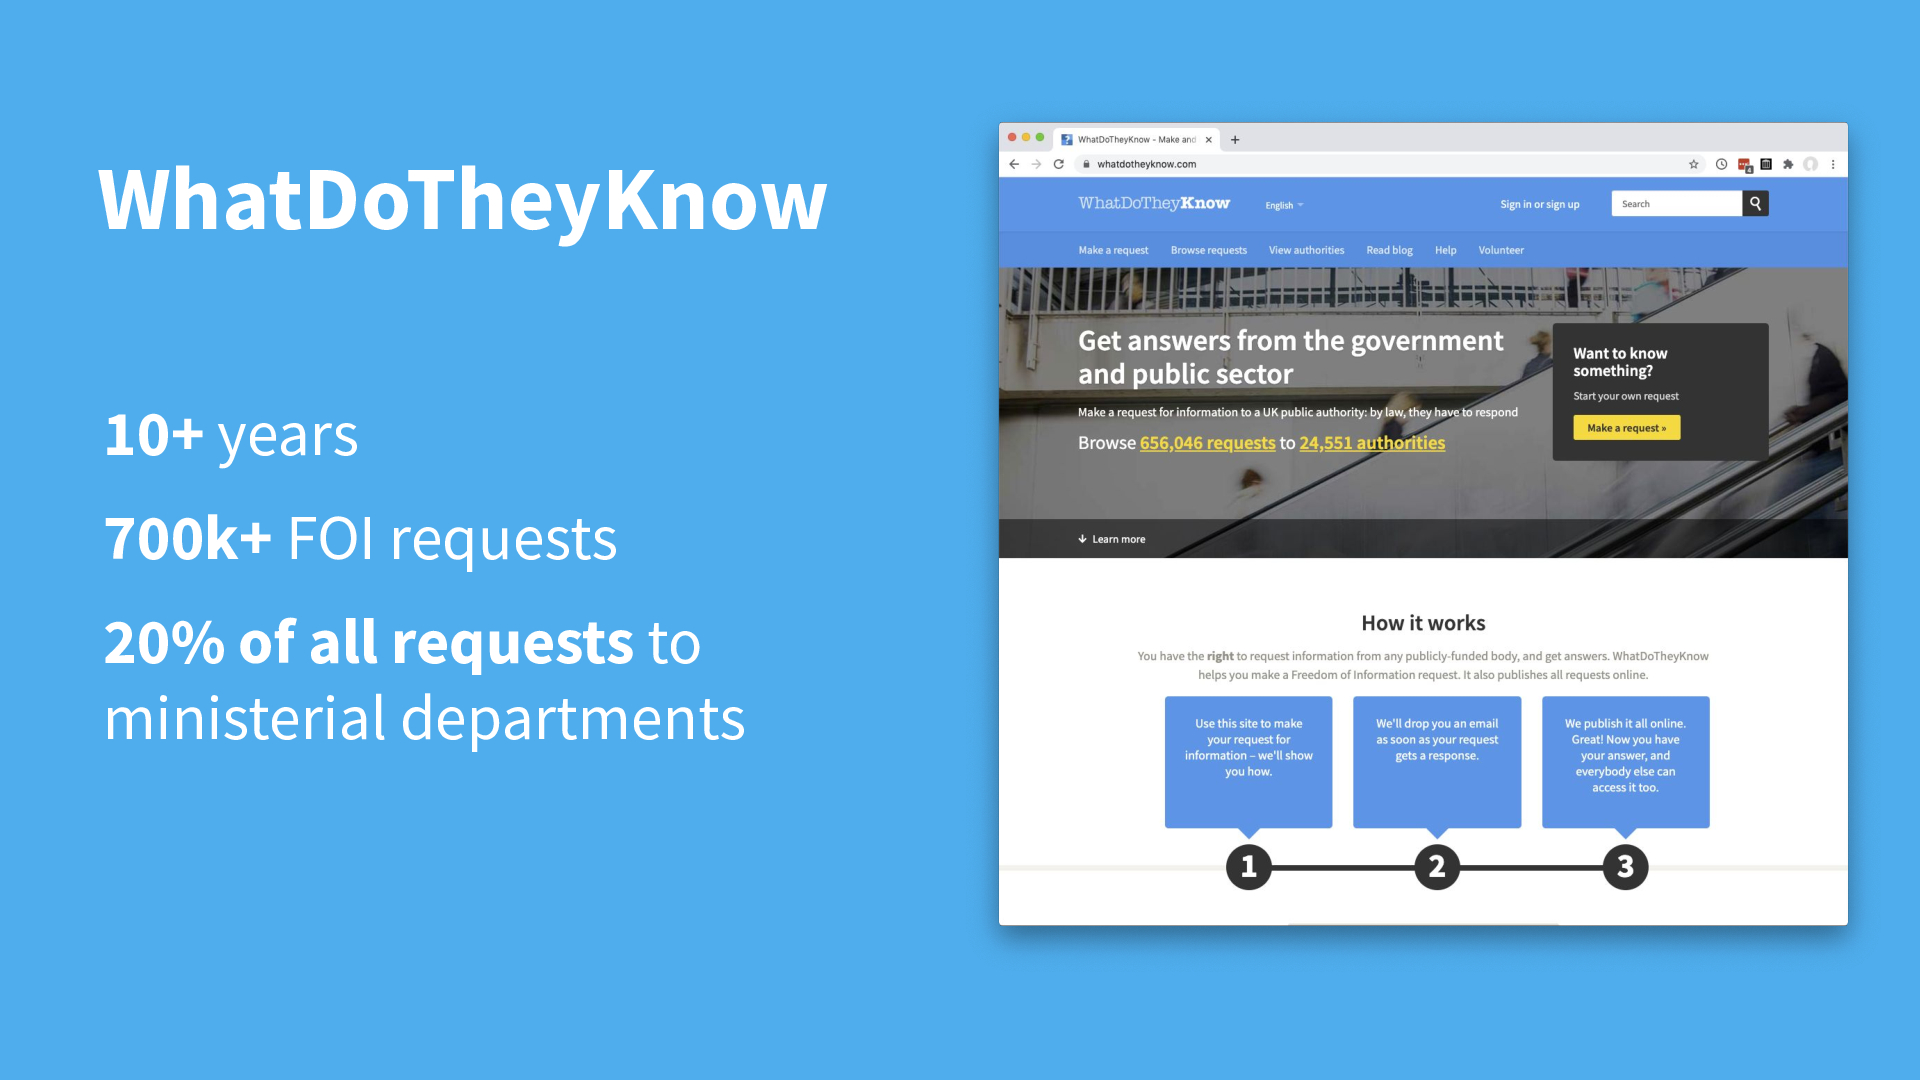 WhatDoTheyKnow
10+ years
700k+ FOI requests
20% of all requests to
ministerial departments
WhatDoTheyKnow - Make and
whatdotheyknow.com
WhatDoTheyKnow
English
Sign in or sign up
Search
Make a request
Browse requests
View authorities
Read blog
Help
Volunteer
Get answers from the government
and public sector
Make a request for information to a UK public authority: by law, they have to respond
Browse 656,046 requests to 24,551 authorities
Want to know
something?
Start your own request
Make a request »
Learn more
How it works
You have the right to request information from any publicly-funded body, and get answers. WhatDoTheyKnow
helps you make a Freedom of Information request. It also publishes all requests online.
Use this site to make
your request for
information – we'll show
you how.
We'll drop you an email
as soon as your request
gets a response.
We publish it all online.
Great! Now you have
your answer, and
everybody else can
access it too.
1
2
3